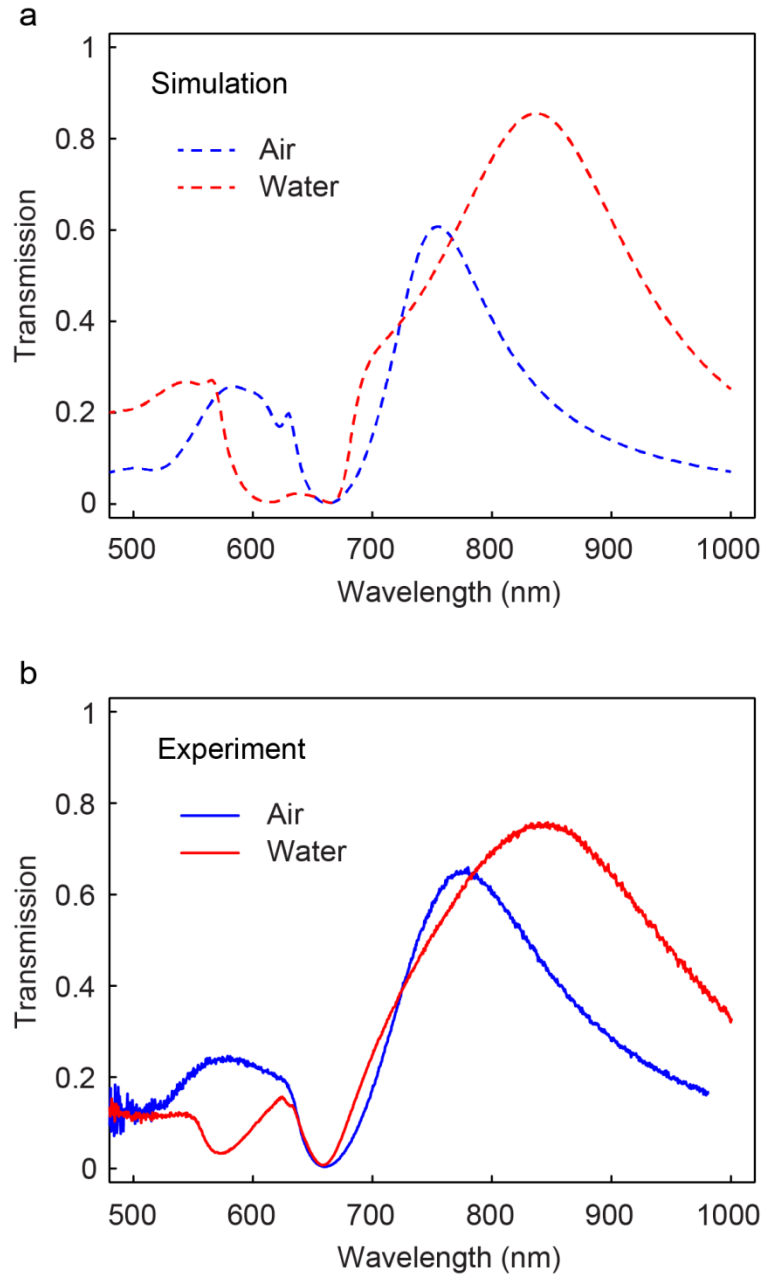 a
1
0.8
0.6
0.4
0.2
0
Transmission
Simulation
Air
Water
500 600 700 800 900 1000
Wavelength (nm)
b
1
0.8
0.6
0.4
0.2
0
Transmission
Experiment
Air
Water
500 600 700 800 900 1000
Wavelength (nm)